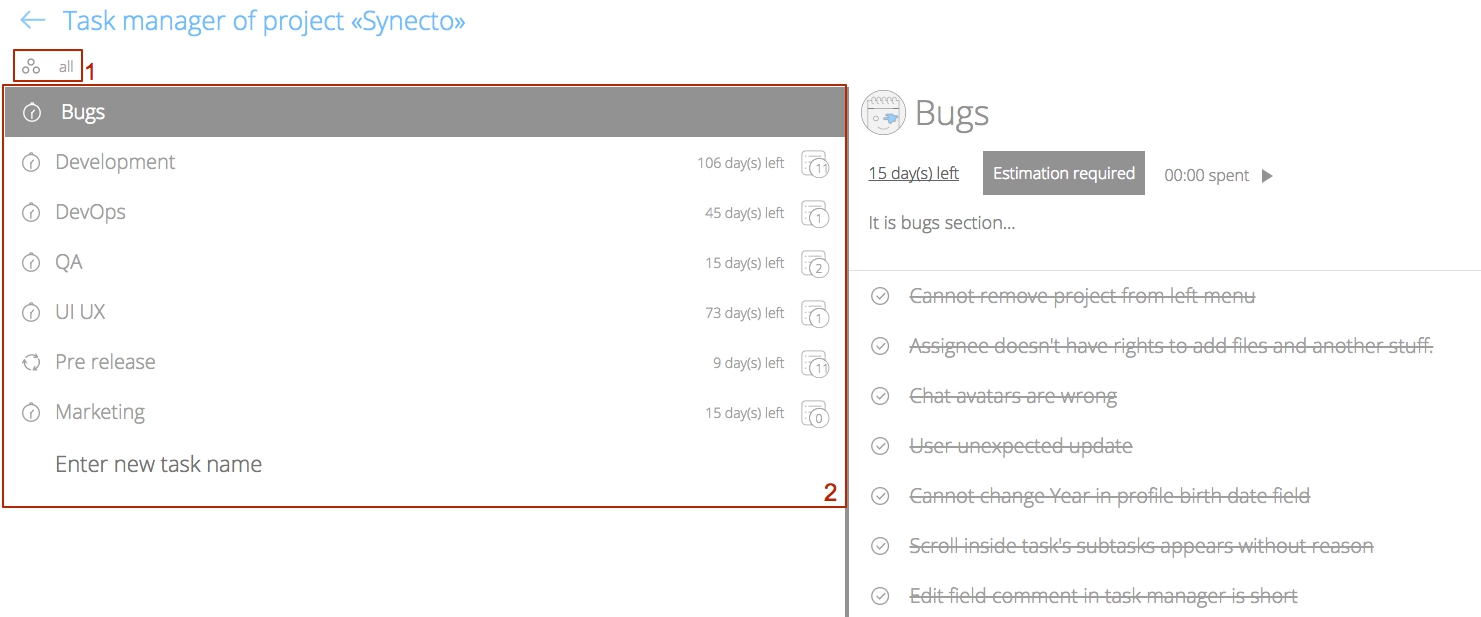 Task manager of project «Synecto»
all
1
Bugs
Development 106 day(s) left 11
DevOps 45 day(s) left 1
QA 15 day(s) left 2
UI UX 73 day(s) left 1
Pre release 9 day(s) left 11
Marketing 15 day(s) left 0
Enter new task name
2
Bugs
15 day(s) left Estimation required 00:00 spent
It is bugs section...
Cannot remove project from left menu
Assignee doesn't have rights to add files and another stuff.
Chat avatars are wrong
User unexpected update
Cannot change Year in profile birth date field
Scroll inside task's subtasks appears without reason
Edit field comment in task manager is short